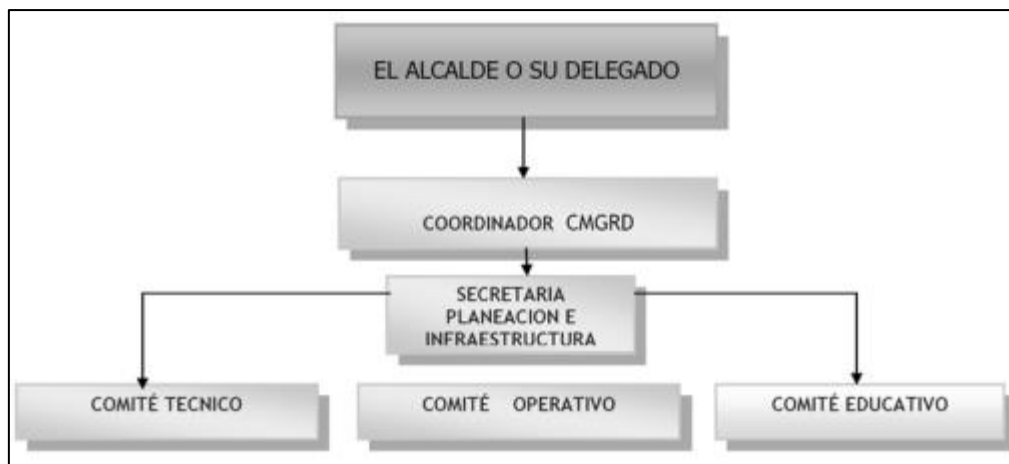 EL ALCALDE O SU DELEGADO
COORDINADOR CMGRD
SECRETARIA
PLANEACION E
INFRAESTRUCTURA
COMITÉ TECNICO
COMITÉ OPERATIVO
COMITÉ EDUCATIVO